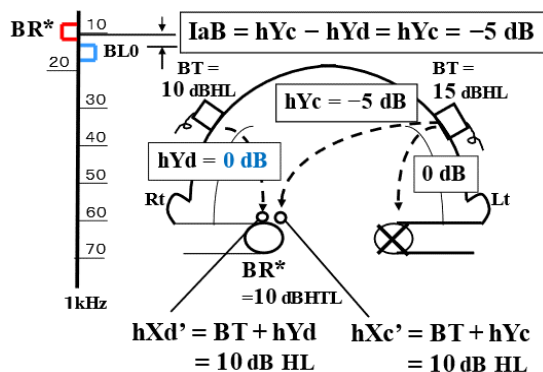 BR*
10
IaB = hYc − hYd = hYc = −5 dB
BL0
20
BT =
10 dBHL
BT =
15 dBHL
hYc = −5 dB
30
40
hYd = 0 dB
0 dB
50
Rt
Lt
60
70
BR*
=10 dBHTL
1kHz
hXd’ = BT + hYd
= 10 dB HL
hXc’ = BT + hYc
= 10 dB HL